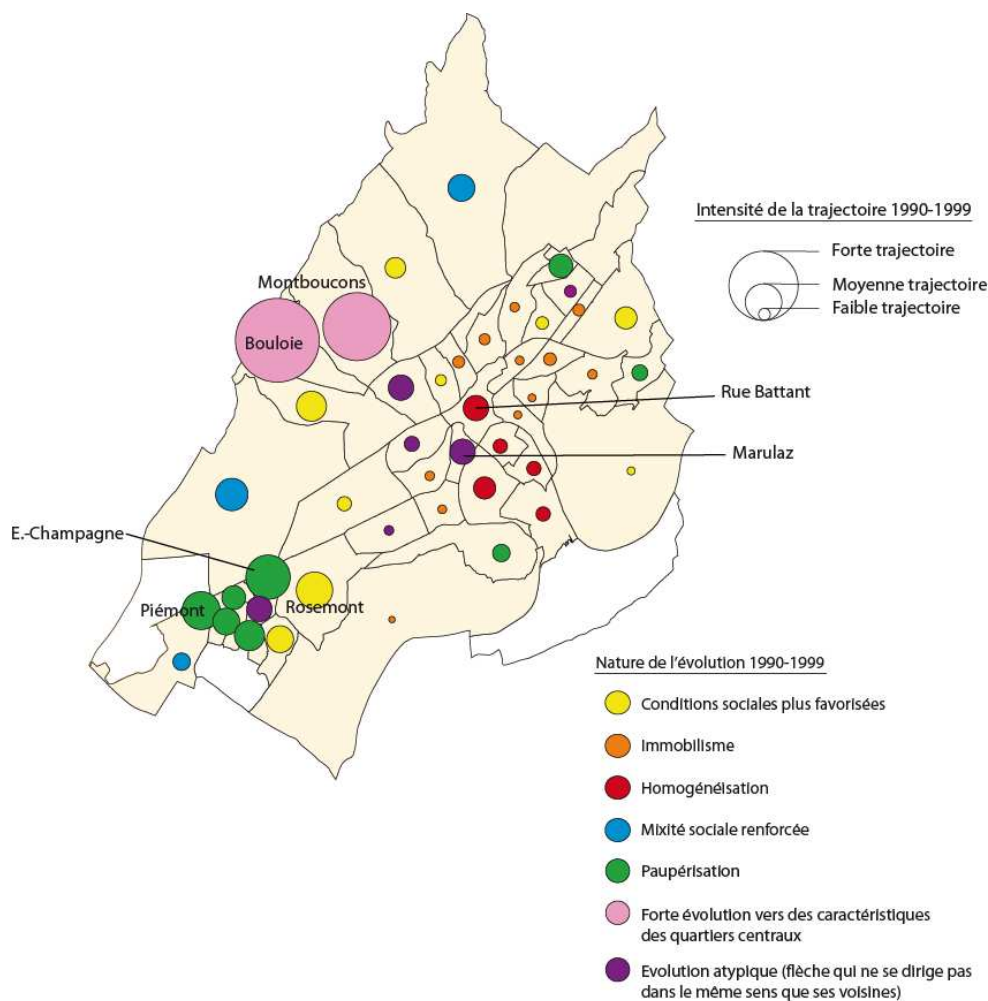 Intensité de la trajectoire 1990-1999
Forte trajectoire
Moyenne trajectoire
Faible trajectoire
Montboucons
Bouloie
Rue Battant
Marulaz
E.-Champagne
Piémont
Rosemont
Nature de l'évolution 1990-1999
Conditions sociales plus favorisées
Immobilisme
Homogénéisation
Mixité sociale renforcée
Paupérisation
Forte évolution vers des caractéristiques
des quartiers centraux
Evolution atypique (flèche qui ne se dirige pas
dans le même sens que ses voisines)